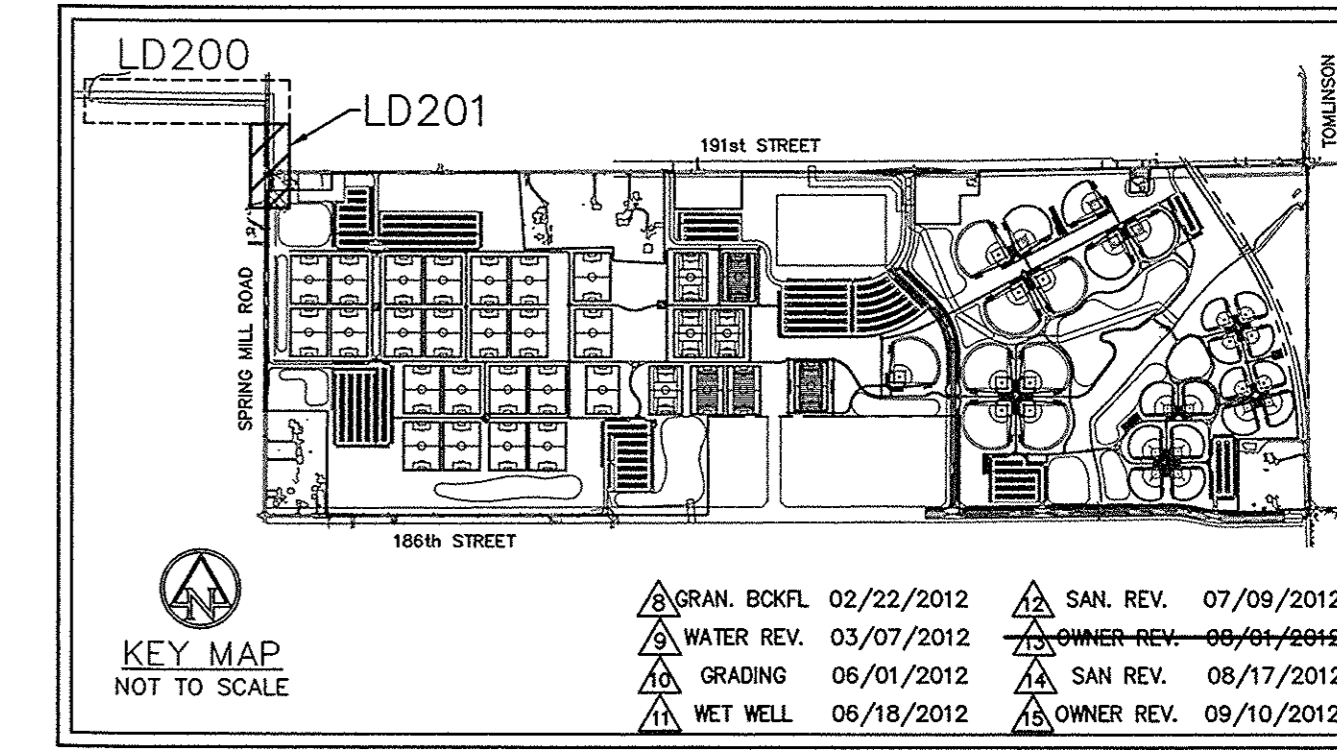 LD200
LD201
191st STREET
TOMLINSON
SPRING MILL ROAD
186th STREET
N
KEY MAP
NOT TO SCALE
8 GRAN. BCKFL 02/22/2012
9 WATER REV. 03/07/2012
10 GRADING 06/01/2012
11 WET WELL 06/18/2012
12 SAN. REV. 07/09/2012
13 OWNER REV. 08/01/2012
14 SAN REV. 08/17/2012
15 OWNER REV. 09/10/2012